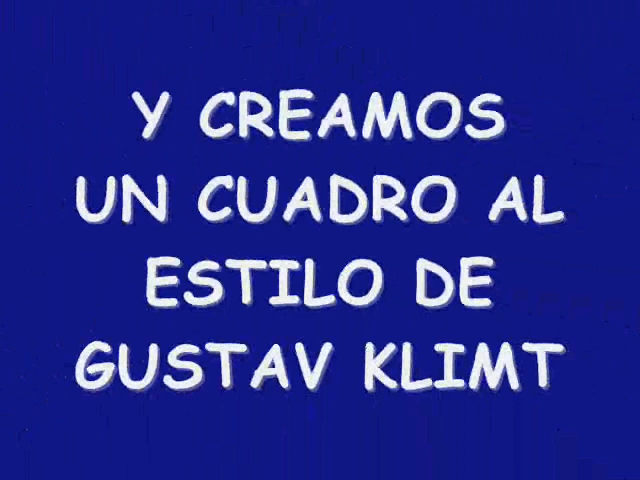 Y CREAMOS
UN CUADRO AL
ESTILO DE
GUSTAV KLIMT